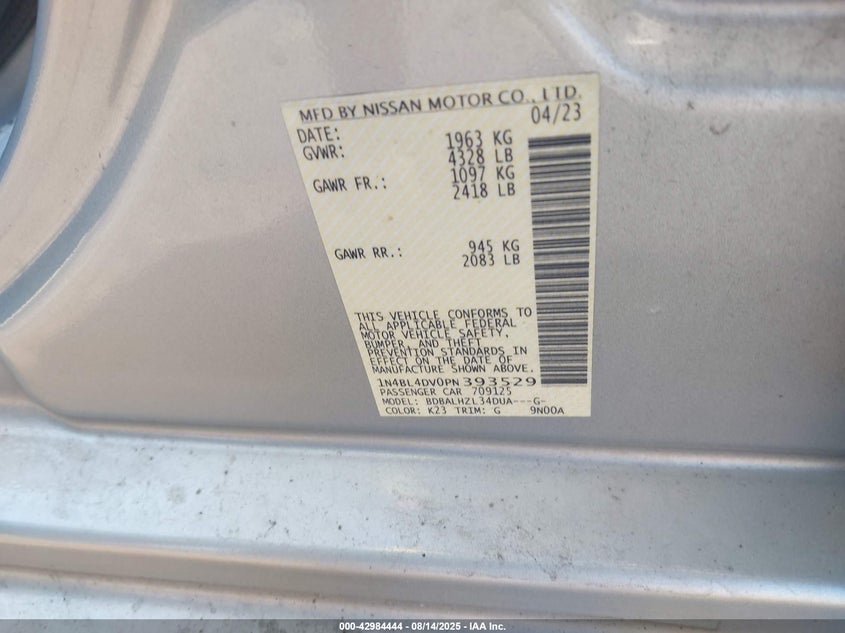 MFD BY NISSAN MOTOR CO., LTD.
DATE: 04/23
GVWR: 1963 KG
4328 LB
GAWR FR.: 1097 KG
2418 LB
GAWR RR.: 945 KG
2083 LB
THIS VEHICLE CONFORMS TO
ALL APPLICABLE FEDERAL
MOTOR VEHICLE SAFETY,
BUMPER, AND THEFT
PREVENTION STANDARDS IN
EFFECT ON THE DATE OF
MANUFACTURE SHOWN ABOVE.
1N4BL4DV0PN393529
PASSENGER CAR 709125
MODEL: BDBALHZL34DUA---G-
COLOR: K23 TRIM: G 9N00A
000-42984444 - 08/14/2025 - IAA Inc.